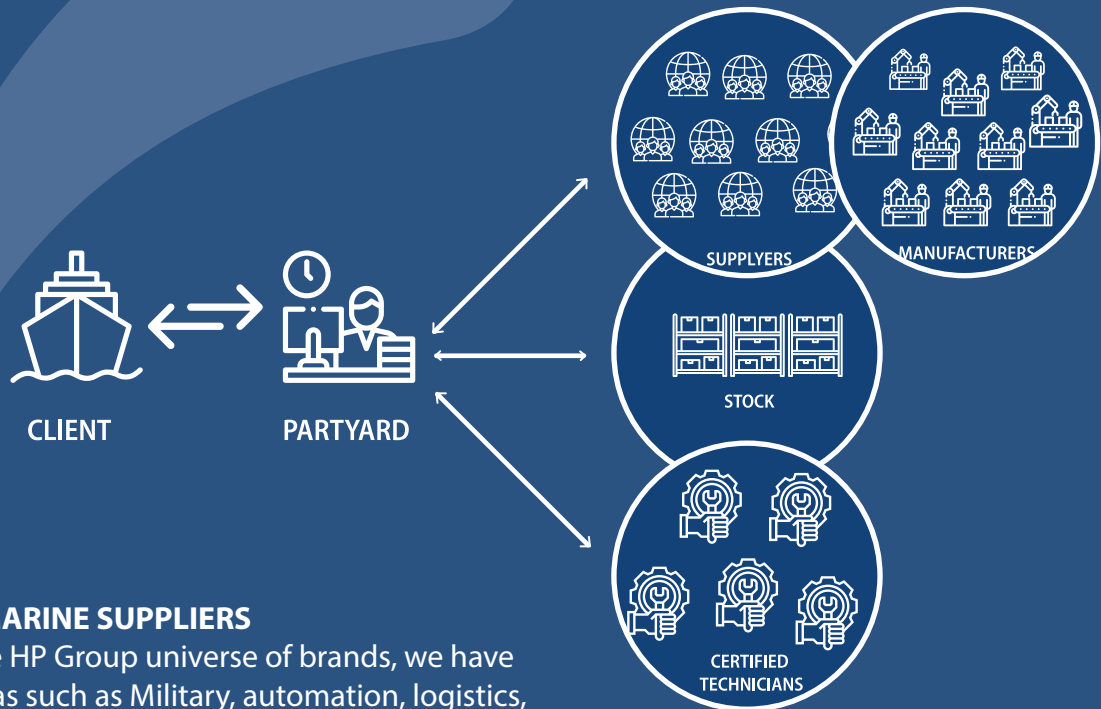 SUPPLYERS
MANUFACTURERS
STOCK
CLIENT
PARTYARD
CERTIFIED
TECHNICIANS
ARINE SUPPLIERS
HP Group universe of brands, we have
as such as Military, automation, logistics,